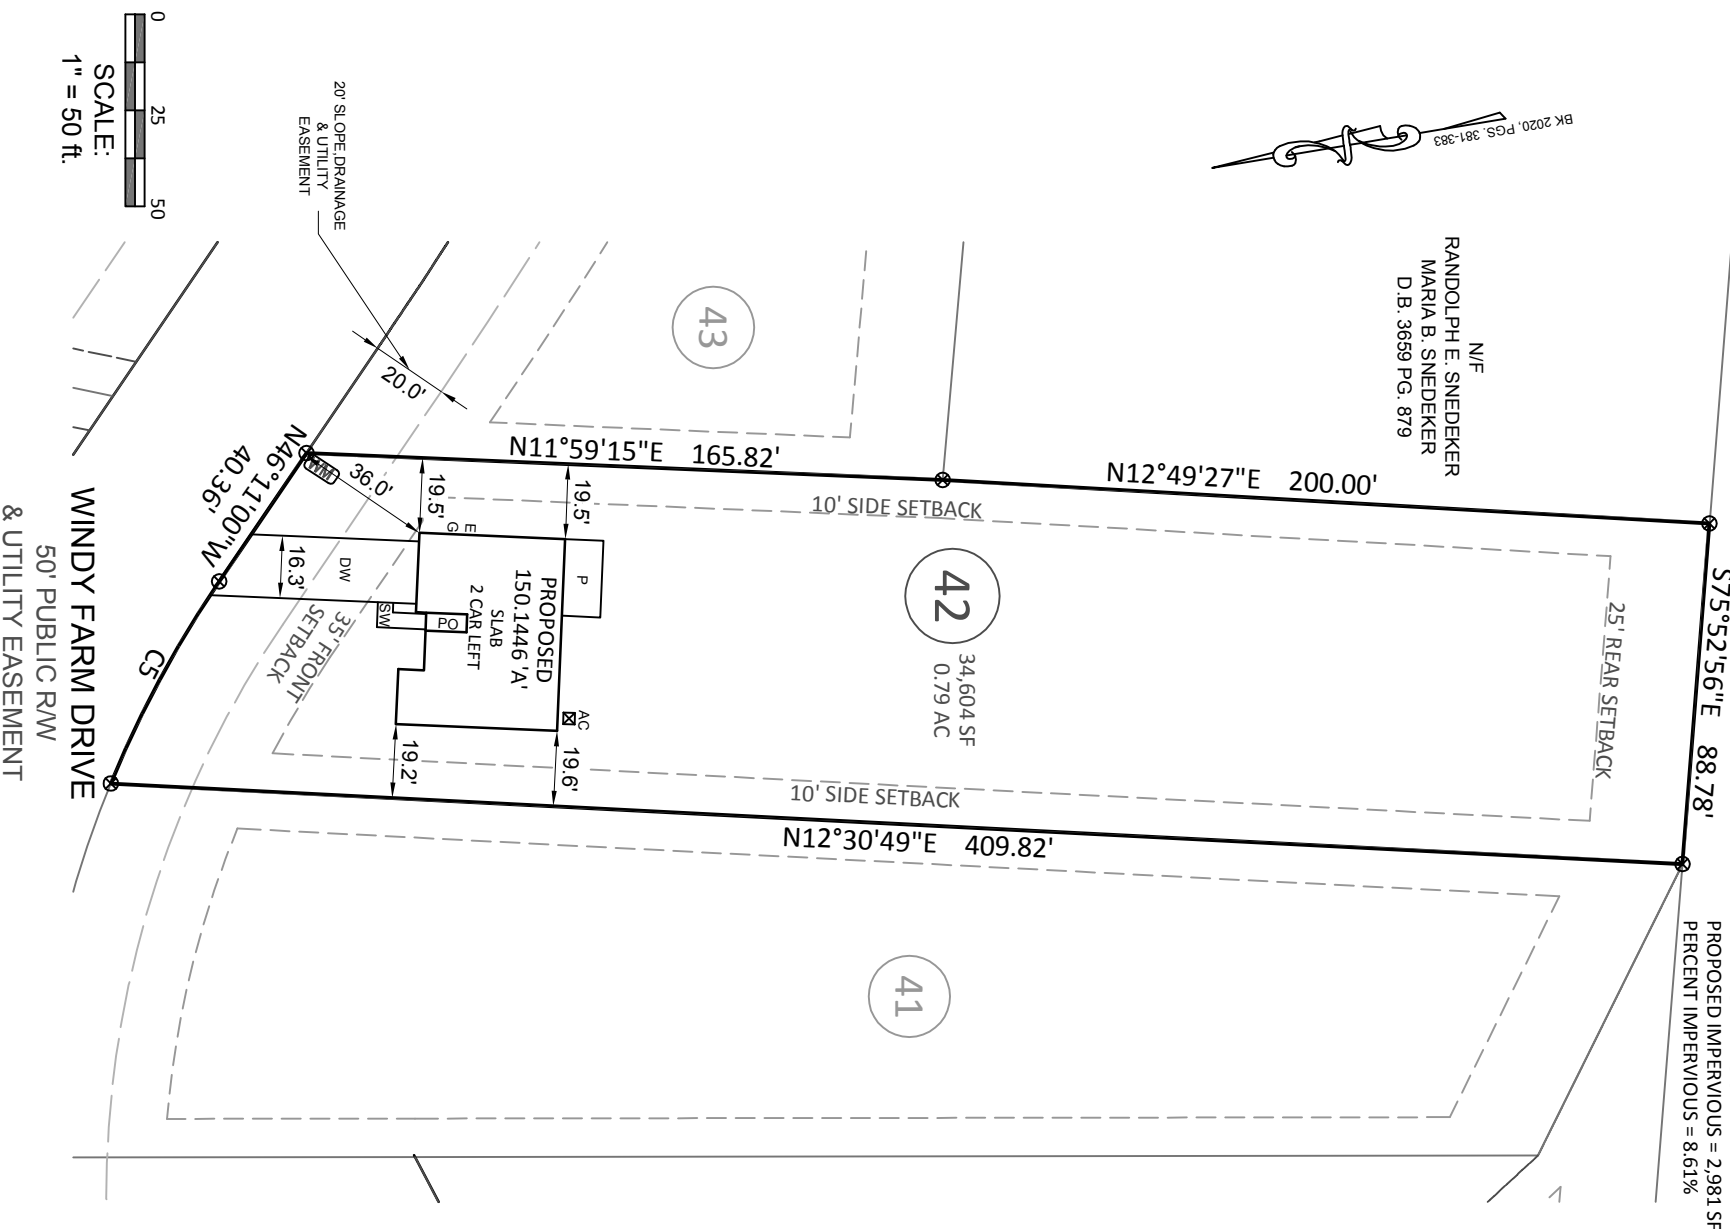 0
25
50
SCALE:
1" = 50 ft.
20' SLOPE,DRAINAGE
& UTILITY
EASEMENT
BK 2020, PGS. 381-383
N/F
RANDOLPH E. SNEDEKER
MARIA B. SNEDEKER
D.B. 3659 PG. 879
43
20.0'
N11°59'15"E 165.82'
N12°49'27"E 200.00'
S75°52'56"E 88.78'
N46°11'00"W
40.36'
WM
36.0'
19.5'
19.5'
10' SIDE SETBACK
25' REAR SETBACK
E
G
P
DW
16.3'
SW
PO
PROPOSED
150.1446 'A'
SLAB
2 CAR LEFT
42
34,604 SF
0.79 AC
35' FRONT
SETBACK
AC
19.2'
19.6'
10' SIDE SETBACK
N12°30'49"E 409.82'
C5
WINDY FARM DRIVE
50' PUBLIC R/W
& UTILITY EASEMENT
41
PROPOSED IMPERVIOUS = 2,981 SF
PERCENT IMPERVIOUS = 8.61%